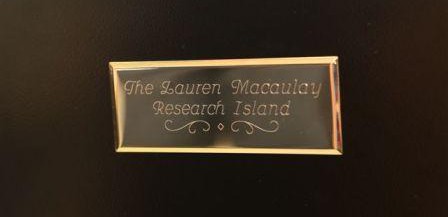 The Lauren Macaulay
Research Island